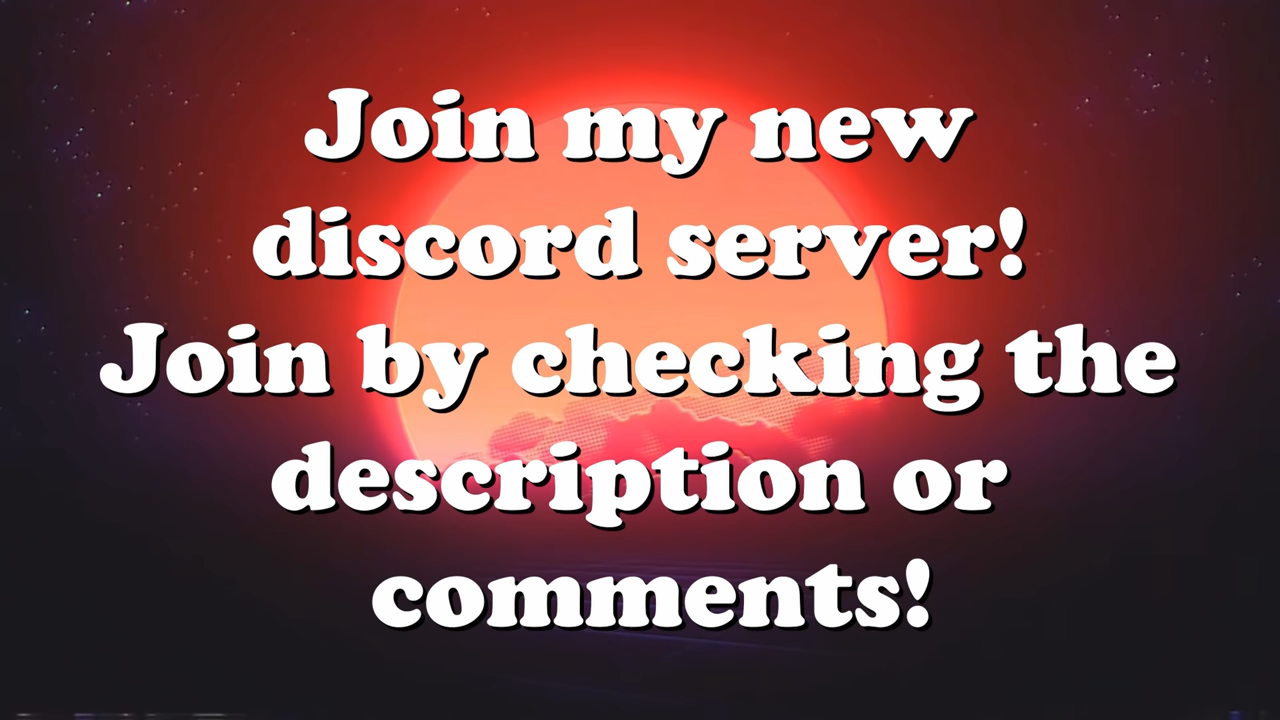 Join my new
discord server!
Join by checking the
description or
comments!